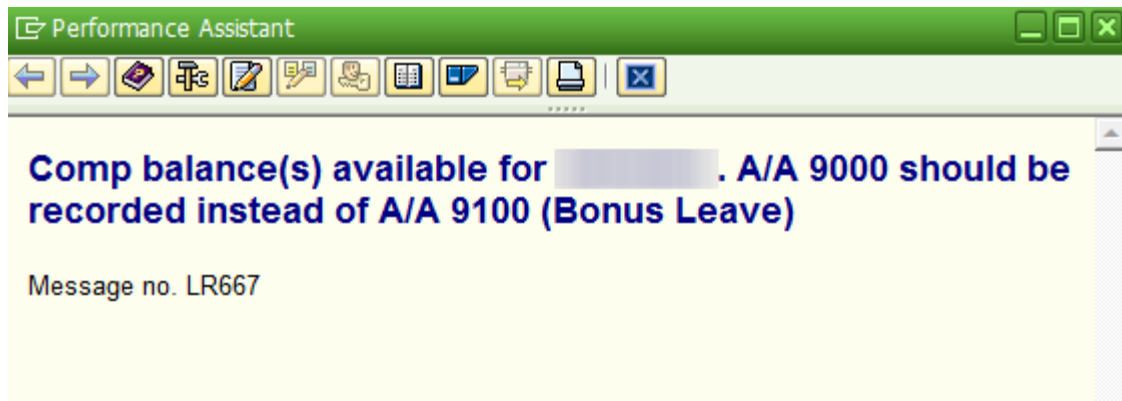 Performance Assistant
Comp balance(s) available for . A/A 9000 should be
recorded instead of A/A 9100 (Bonus Leave)
Message no. LR667